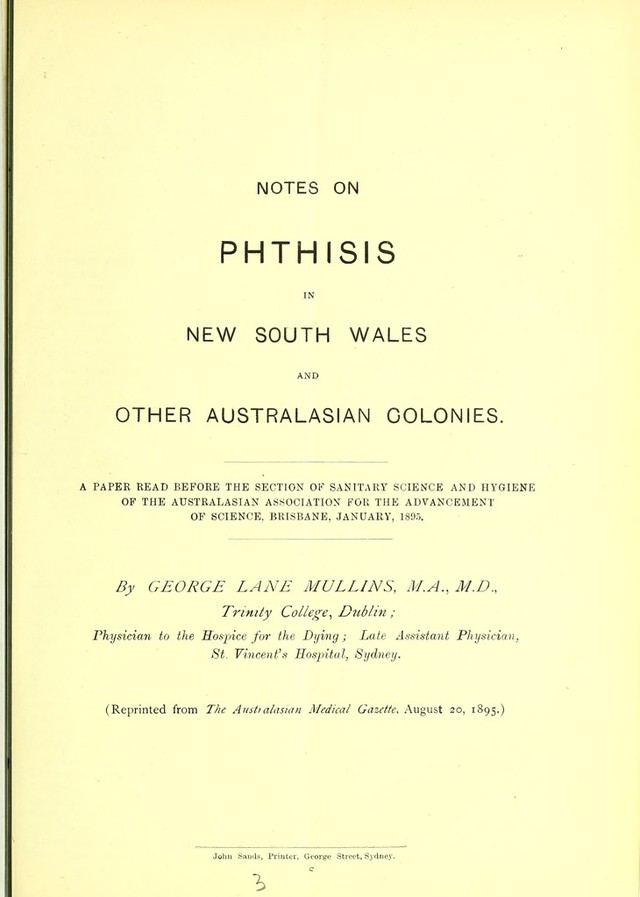 NOTES ON
PHTHISIS
IN
NEW SOUTH WALES
AND
OTHER AUSTRALASIAN COLONIES.
A PAPER READ BEFORE THE SECTION OF SANITARY SCIENCE AND HYGIENE
OF THE AUSTRALASIAN ASSOCIATION FOR THE ADVANCEMENT
OF SCIENCE, BRISBANE, JANUARY, 1895.
By GEORGE LANE MULLINS, M.A., M.D.,
Trinity College, Dublin;
Physician to the Hospice for the Dying; Late Assistant Physician,
St. Vincent's Hospital, Sydney.
(Reprinted from The Australasian Medical Gazette, August 20, 1895.)
John Sands, Printer, George Street, Sydney.
c
3